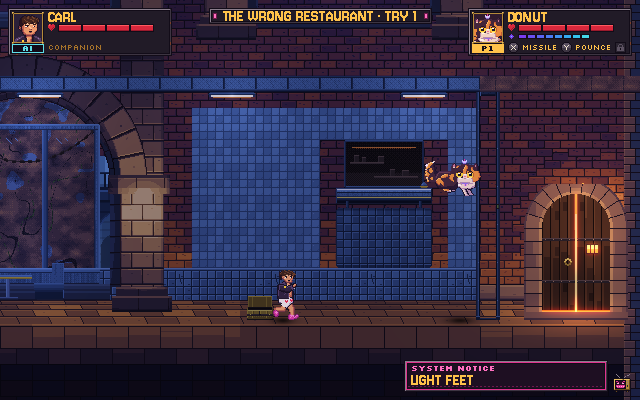 CARL
AI
COMPANION
THE WRONG RESTAURANT · TRY 1
DONUT
P1
X MISSILE Y POUNCE
SYSTEM NOTICE
LIGHT FEET